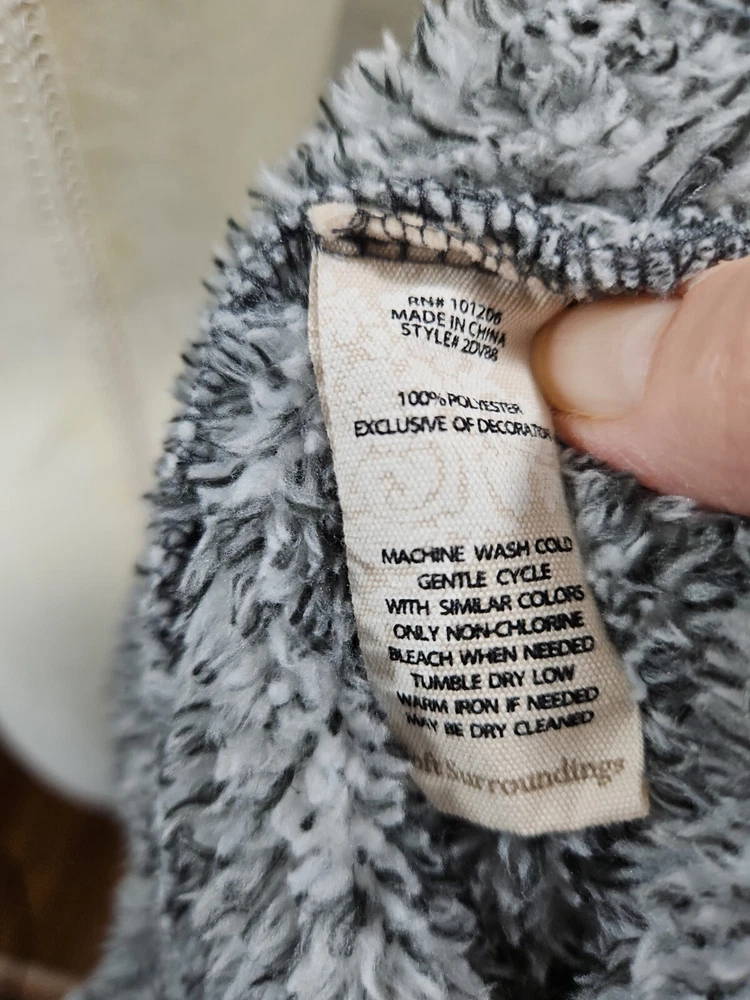 RN# 101206
MADE IN CHINA
STYLE# 2DV88
100% POLYESTER
EXCLUSIVE OF DECORATION
MACHINE WASH COLD
GENTLE CYCLE
WITH SIMILAR COLORS
ONLY NON-CHLORINE
BLEACH WHEN NEEDED
TUMBLE DRY LOW
WARM IRON IF NEEDED
MAY BE DRY CLEANED
Soft Surroundings